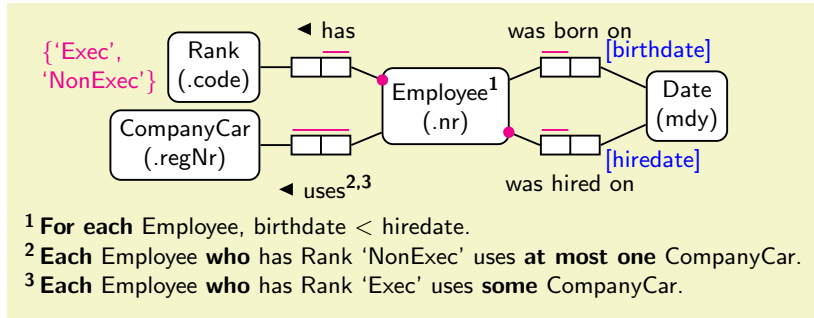 ◄ has
was born on
{‘Exec’,
‘NonExec’}
Rank
(.code)
[birthdate]
Employee¹
(.nr)
Date
(mdy)
CompanyCar
(.regNr)
[hiredate]
◄ uses²,³
was hired on
¹ For each Employee, birthdate < hiredate.
² Each Employee who has Rank ‘NonExec’ uses at most one CompanyCar.
³ Each Employee who has Rank ‘Exec’ uses some CompanyCar.